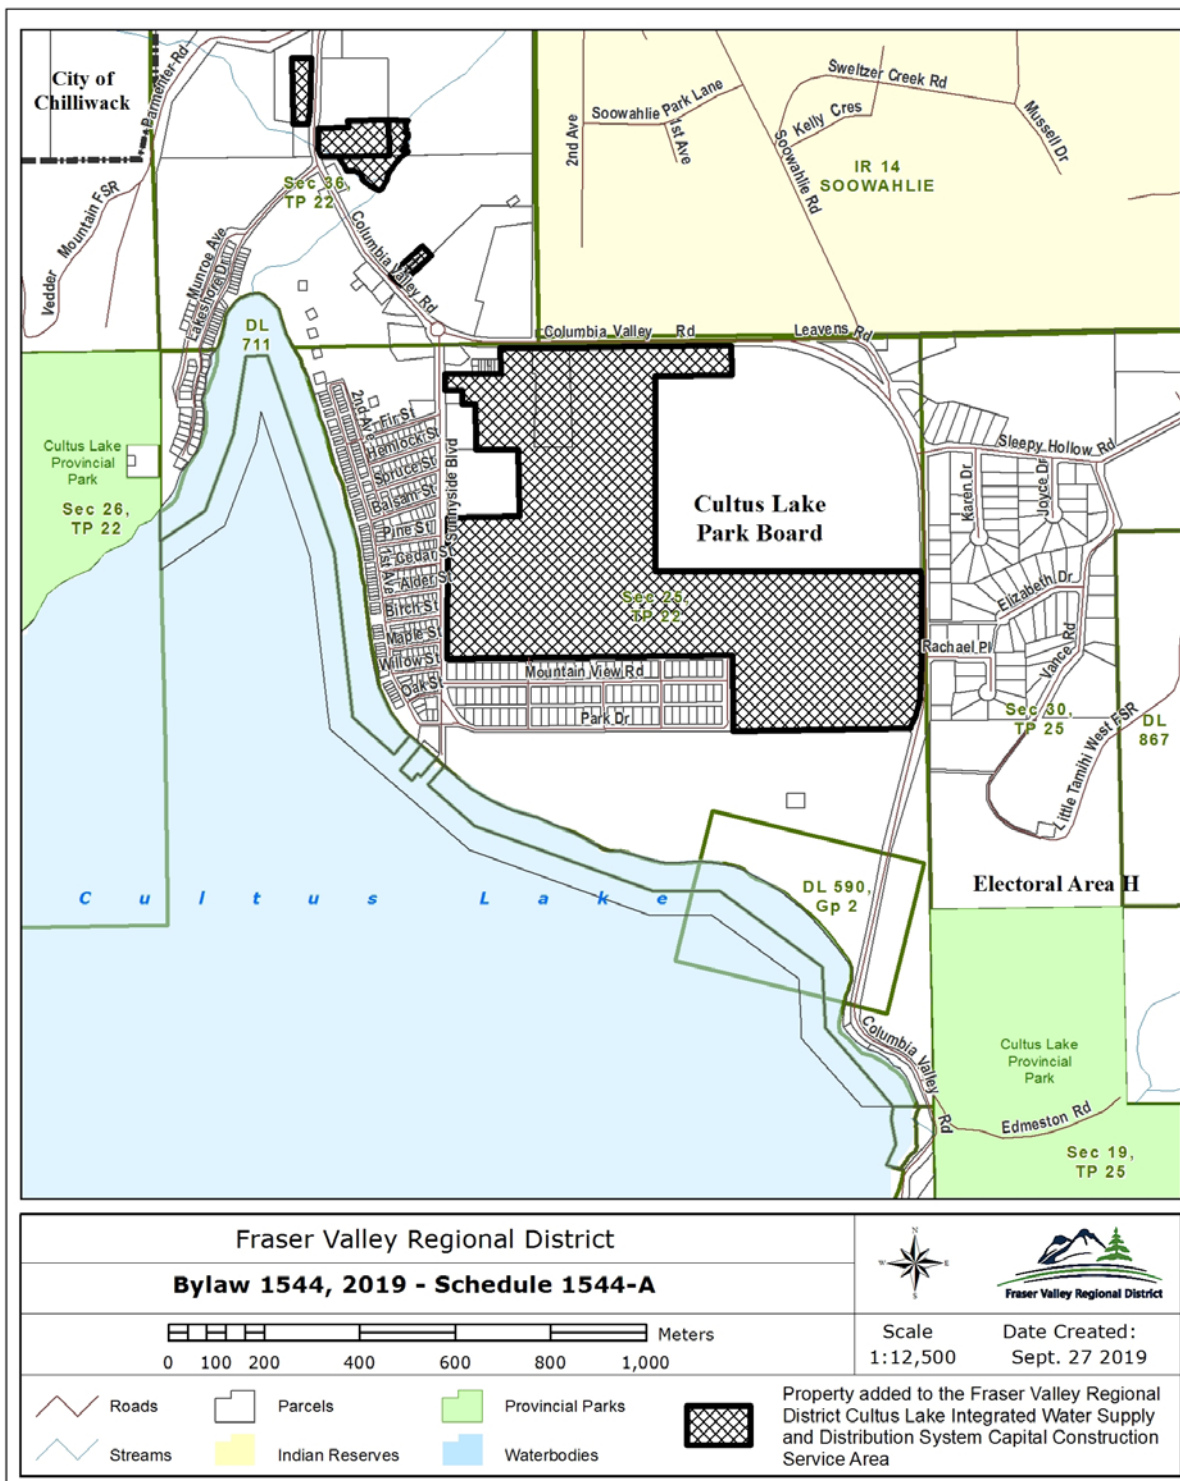 City of
Chilliwack
Parmenter Rd
Vedder Mountain FSR
Sec 36,
TP 22
Munroe Ave
Lakeshore Dr
Columbia Valley Rd
2nd Ave
Soowahlie Park Lane
1st Ave
Sweltzer Creek Rd
Kelly Cres
Mussell Dr
Soowahlie Rd
IR 14
SOOWAHLIE
DL
711
Columbia Valley Rd
Leavens Rd
Cultus Lake
Provincial
Park
Sec 26,
TP 22
2nd Ave
Fir St
Hemlock St
Spruce St
Balsam St
Pine St
Cedar St
Alder St
Birch St
Maple St
Willow St
Oak St
1st Ave
Sunnyside Blvd
Cultus Lake
Park Board
Sec 25,
TP 22
Mountain View Rd
Park Dr
Sleepy Hollow Rd
Karen Dr
Joyce Dr
Elizabeth Dr
Rachael Pl
Vance Rd
Sec 30,
TP 25
Little Tamihi West FSR
DL
867
Cultus Lake
DL 590,
Gp 2
Electoral Area H
Columbia Valley Rd
Cultus Lake
Provincial
Park
Edmeston Rd
Sec 19,
TP 25
Fraser Valley Regional District
Bylaw 1544, 2019 - Schedule 1544-A
N
W E
S
Fraser Valley Regional District
Meters
0 100 200 400 600 800 1,000
Scale
1:12,500
Date Created:
Sept. 27 2019
Roads
Parcels
Provincial Parks
Streams
Indian Reserves
Waterbodies
Property added to the Fraser Valley Regional
District Cultus Lake Integrated Water Supply
and Distribution System Capital Construction
Service Area